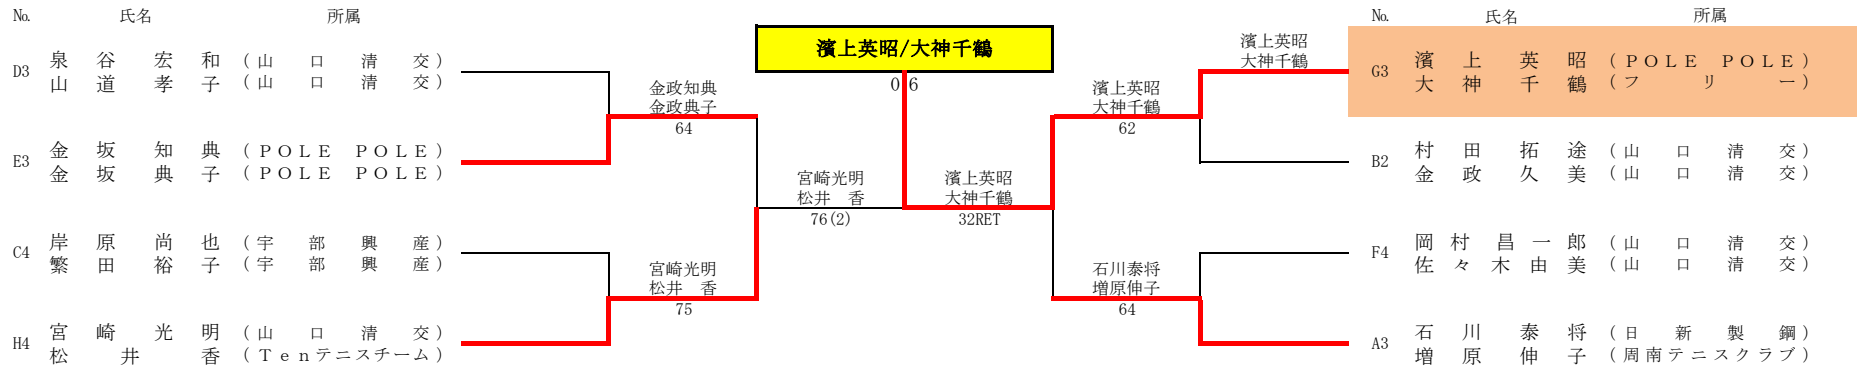 № 氏名 所属
D3 泉谷宏和 (山口清交)
山道孝子 (山口清交)
E3 金坂知典 (POLE POLE)
金坂典子 (POLE POLE)
C4 岸原尚也 (宇部興産)
繁田裕子 (宇部興産)
H4 宮崎光明 (山口清交)
松井香 (Tenテニスチーム)
金政知典
金政典子
64
宮崎光明
松井 香
75
宮崎光明
松井 香
76(2)
濱上英昭/大神千鶴
0 6
濱上英昭
大神千鶴
32RET
濱上英昭
大神千鶴
62
石川泰将
増原伸子
64
濱上英昭
大神千鶴
№ 氏名 所属
G3 濱上英昭 (POLE POLE)
大神千鶴 (フリー)
B2 村田拓途 (山口清交)
金政久美 (山口清交)
F4 岡村昌一郎 (山口清交)
佐々木由美 (山口清交)
A3 石川泰将 (日新製鋼)
増原伸子 (周南テニスクラブ)